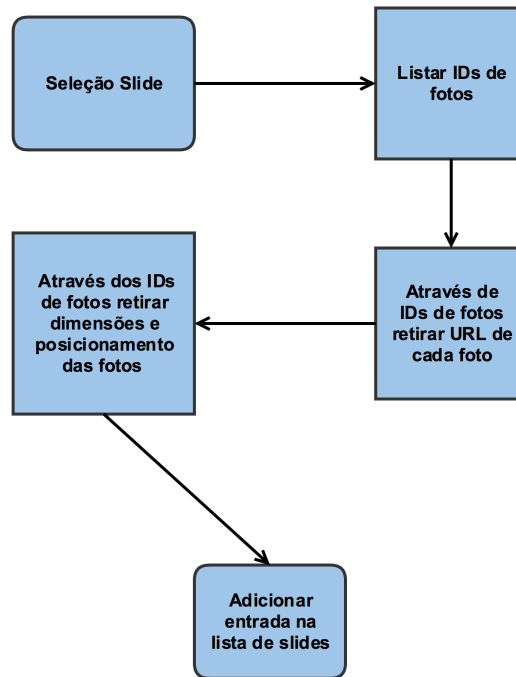 Seleção Slide
Listar IDs de
fotos
Através de
IDs de fotos
retirar URL de
cada foto
Através dos IDs
de fotos retirar
dimensões e
posicionamento
das fotos
Adicionar
entrada na
lista de slides